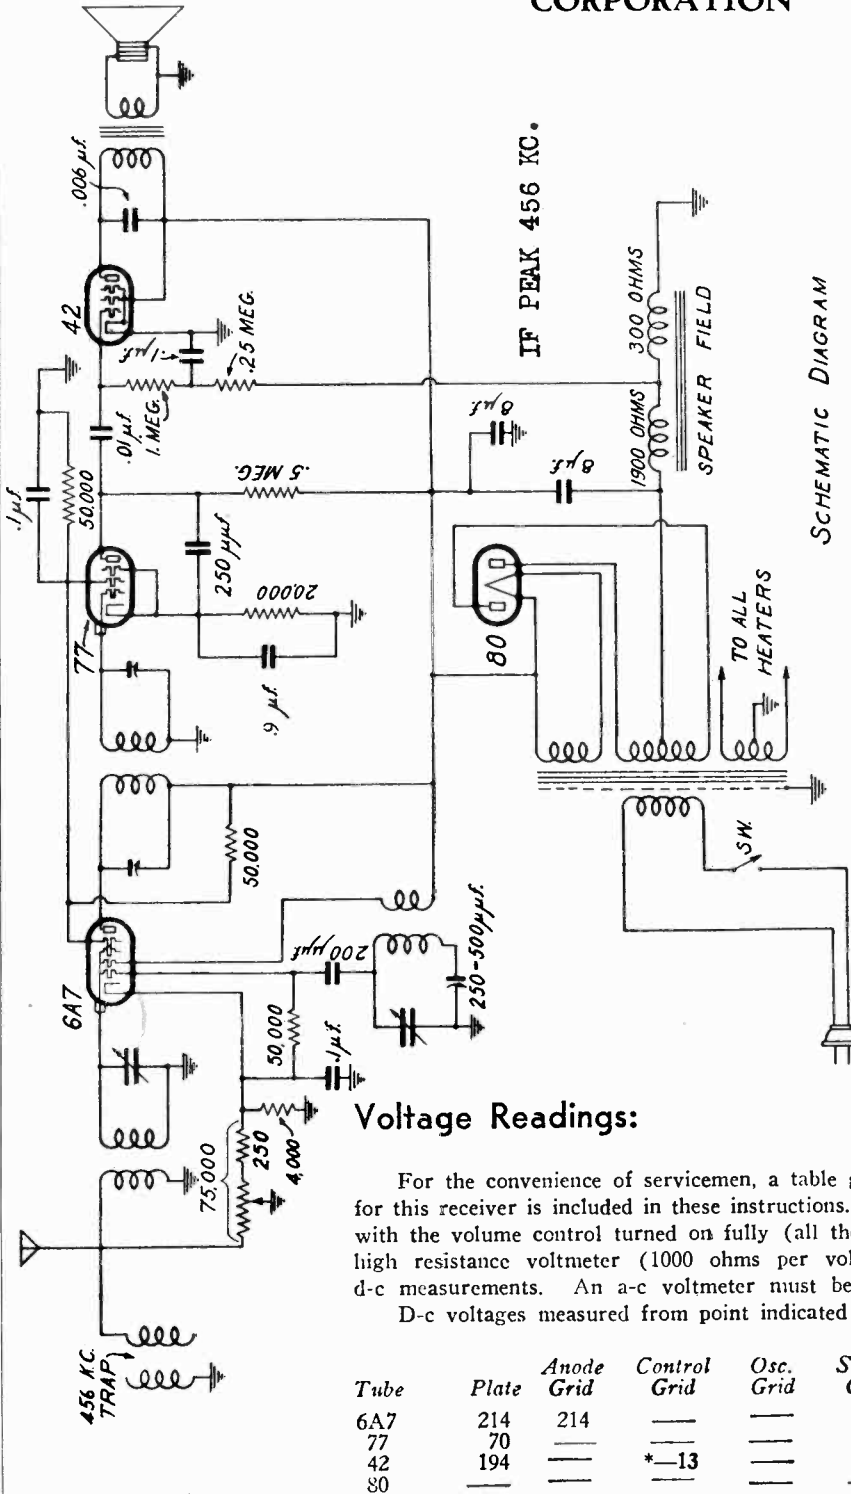 CORPORATION
.006 µf.
42
.1 µf.
.25 MEG.
.01 µf.
1. MEG.
.1 µf.
50,000
77
250 µµf.
.5 MEG.
20,000
.9 µf.
8 µf.
8 µf.
IF PEAK 456 KC.
300 OHMS
1900 OHMS
SPEAKER FIELD
SCHEMATIC DIAGRAM
80
TO ALL
HEATERS
SW.
50,000
6A7
200 µµf.
250-500µµf.
50,000
.1 µf.
75,000
250
4,000
456 KC.
TRAP
Voltage Readings:
For the convenience of servicemen, a table
for this receiver is included in these instructions.
with the volume control turned on fully (all
high resistance voltmeter (1000 ohms per
d-c measurements. An a-c voltmeter must be
D-c voltages measured from point indicated
Tube Plate Anode Grid Control Grid Osc. Grid
6A7 214 214 — —
77 70 — — —
42 194 — *—13 —
80 — — — —